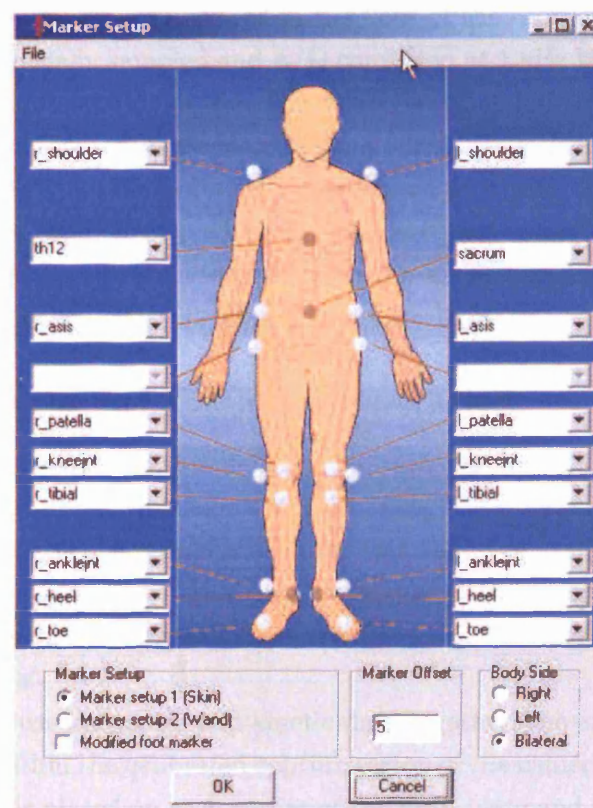 Marker Setup
File
r_shoulder
l_shoulder
th12
sacrum
r_asis
l_asis
r_patella
l_patella
r_kneejnt
l_kneejnt
r_tibial
l_tibial
r_anklejnt
l_anklejnt
r_heel
l_heel
r_toe
l_toe
Marker Setup
Marker setup 1 (Skin)
Marker setup 2 (Wand)
Modified foot marker
Marker Offset
5
Body Side
Right
Left
Bilateral
OK
Cancel